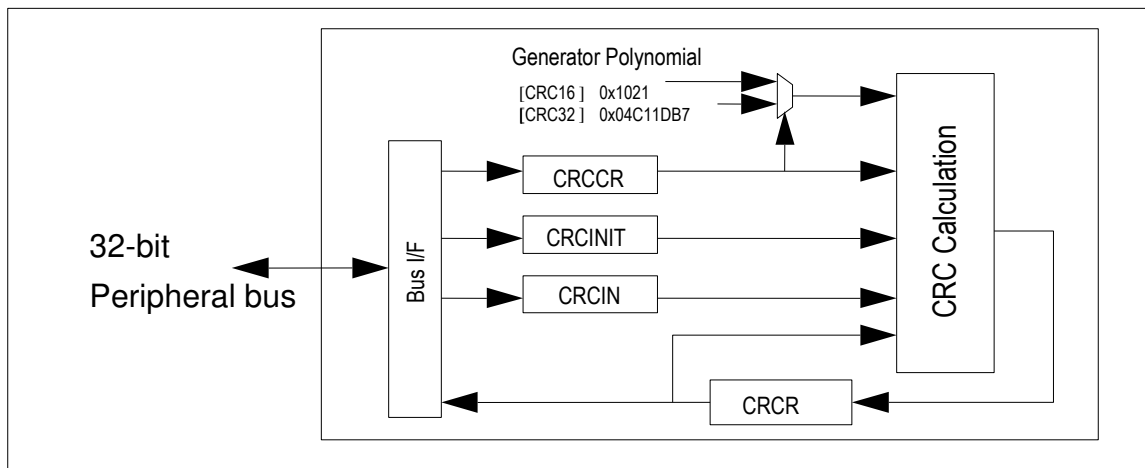 Generator Polynomial
[CRC16] 0x1021
[CRC32] 0x04C11DB7
CRCCR
CRCINIT
CRCIN
CRCR
32-bit
Peripheral bus
Bus I/F
CRC Calculation